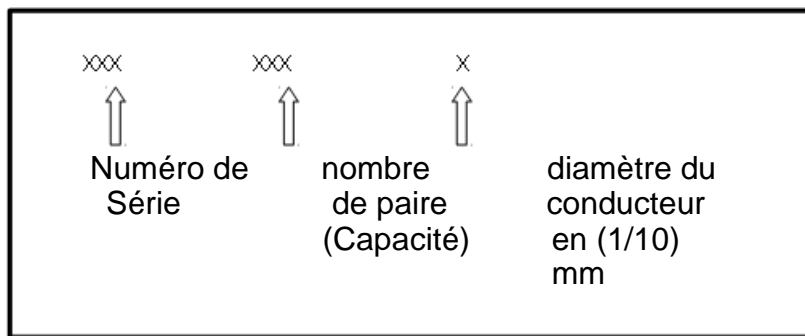 XXX XXX X
Numéro de nombre diamètre du
Série de paire conducteur
(Capacité) en (1/10)
mm